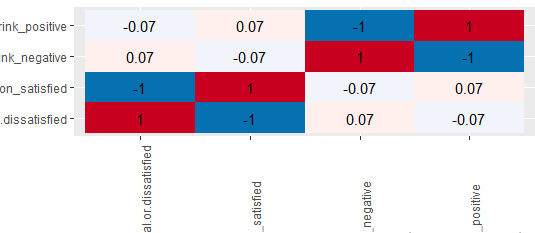 rink_positive -0.07 0.07 -1 1
ink_negative 0.07 -0.07 1 -1
on_satisfied -1 1 -0.07 0.07
.dissatisfied 1 -1 0.07 -0.07
al.or.dissatisfied
_satisfied
_negative
_positive